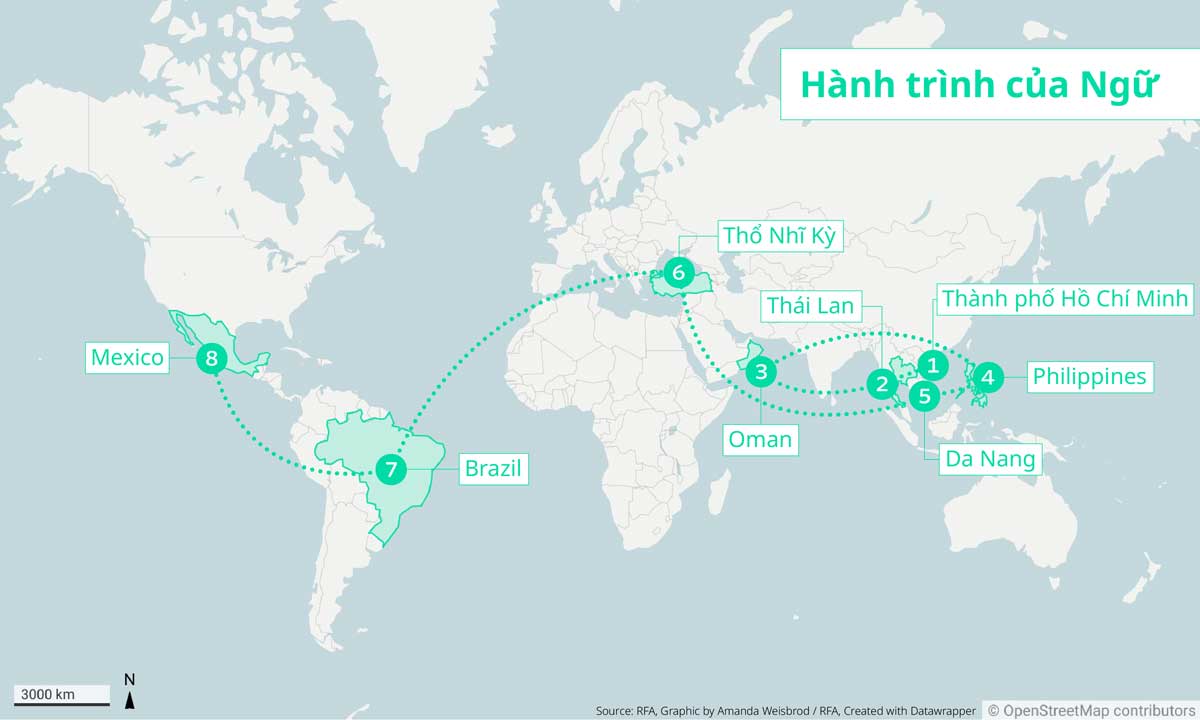 Hành trình của Ngữ
Thổ Nhĩ Kỳ
6
Thái Lan
Thành phố Hồ Chí Minh
Mexico
8
3
2
1
5
4
Philippines
Oman
Da Nang
7
Brazil
3000 km
N
Source: RFA, Graphic by Amanda Weisbrod / RFA, Created with Datawrapper
© OpenStreetMap contributors